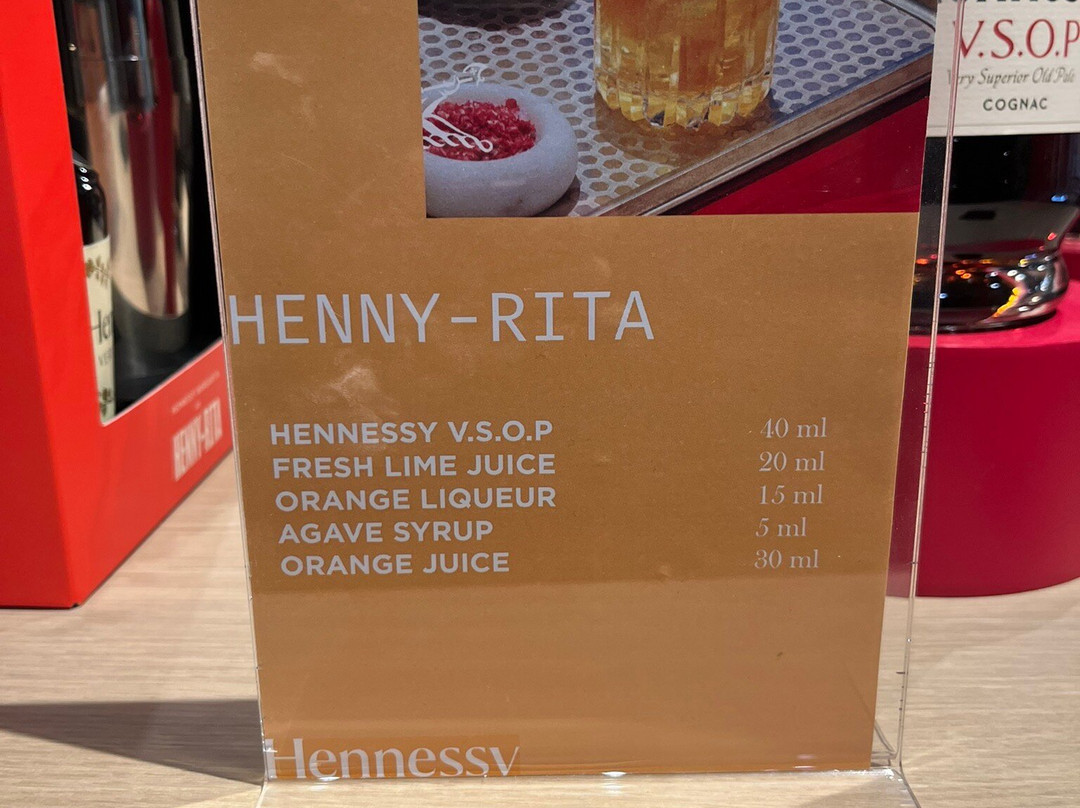 V.S.O.P
Very Superior Old Pale
COGNAC
HENNY-RITA
HENNESSY V.S.O.P 40 ml
FRESH LIME JUICE 20 ml
ORANGE LIQUEUR 15 ml
AGAVE SYRUP 5 ml
ORANGE JUICE 30 ml
HENNY-RITA
Hennessy